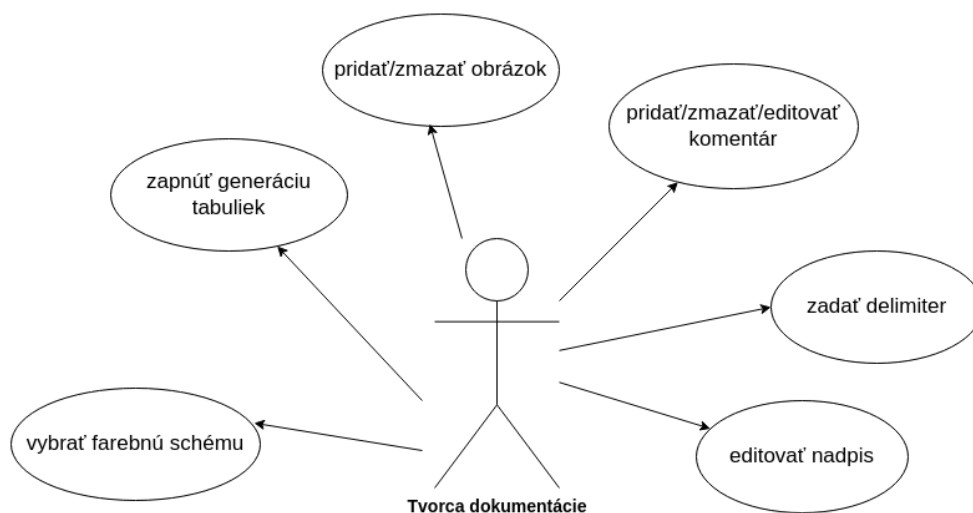 pridať/zmazať obrázok
pridať/zmazať/editovať
komentár
zapnúť generáciu
tabuliek
zadať delimiter
vybrať farebnú schému
editovať nadpis
Tvorca dokumentácie